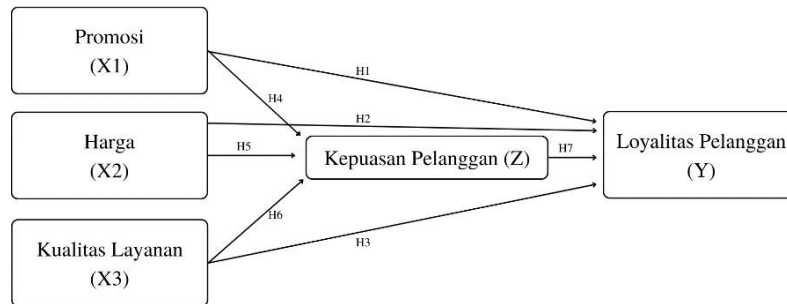 Promosi
(X1)
H1
H4
H2
Harga
(X2)
H5
Kepuasan Pelanggan (Z)
H7
Loyalitas Pelanggan
(Y)
H6
H3
Kualitas Layanan
(X3)